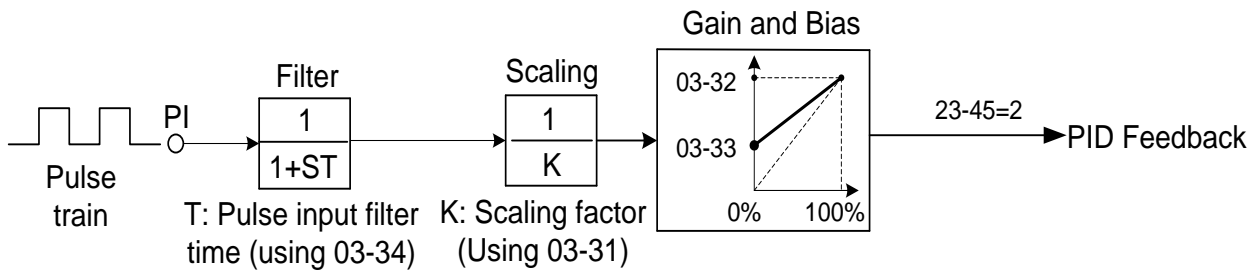 Gain and Bias
Filter
Scaling
PI
1
1+ST
1
K
03-32
03-33
0%
100%
23-45=2
PID Feedback
Pulse
train
T: Pulse input filter
time (using 03-34)
K: Scaling factor
(Using 03-31)